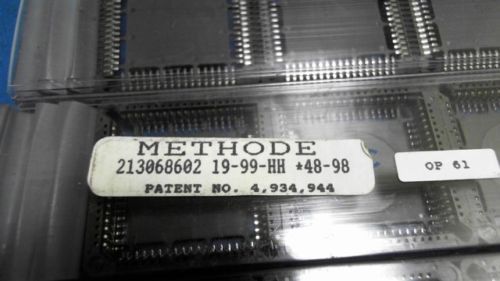 METHODE
213068602 19-99-HH *48-98
PATENT NO. 4,934,944
OP 61